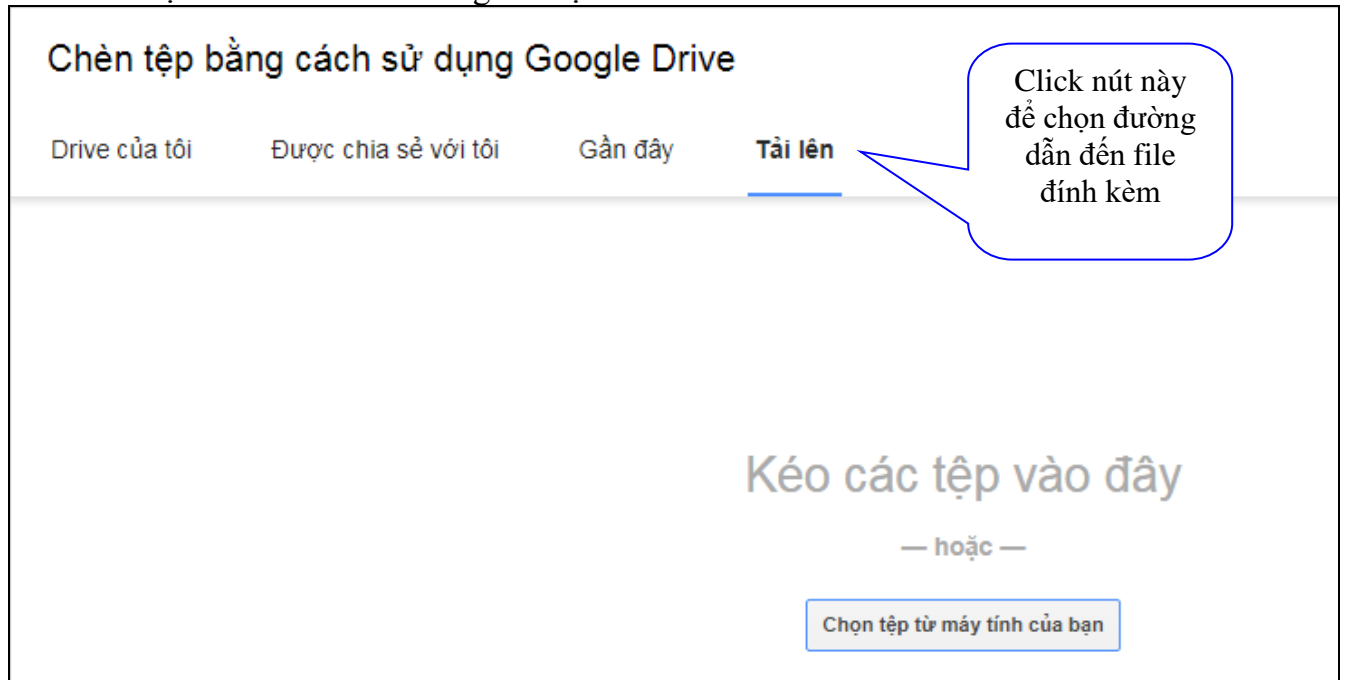 Chèn tệp bằng cách sử dụng Google Drive
Click nút này
để chọn đường
dẫn đến file
đính kèm
Drive của tôi Được chia sẻ với tôi Gần đây Tải lên
Kéo các tệp vào đây
— hoặc —
Chọn tệp từ máy tính của bạn